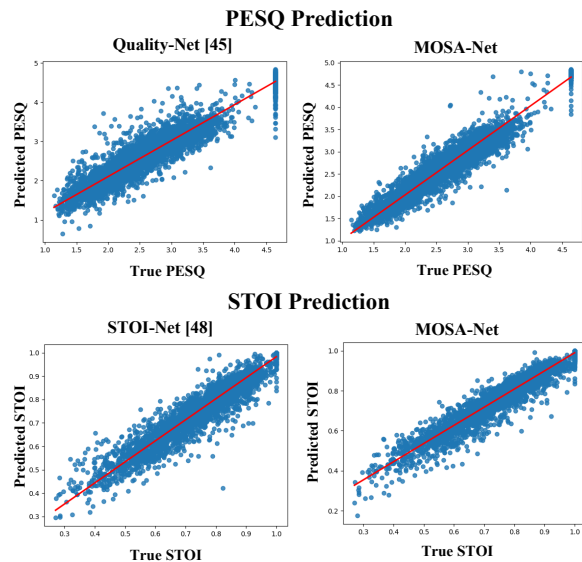 PESQ Prediction
Quality-Net [45]
MOSA-Net
Predicted PESQ
5
4
3
2
1
1.0 1.5 2.0 2.5 3.0 3.5 4.0 4.5
True PESQ
Predicted PESQ
5.0
4.5
4.0
3.5
3.0
2.5
2.0
1.5
1.0
1.0 1.5 2.0 2.5 3.0 3.5 4.0 4.5
True PESQ
STOI Prediction
STOI-Net [48]
MOSA-Net
Predicted STOI
1.0
0.9
0.8
0.7
0.6
0.5
0.4
0.3
0.3 0.4 0.5 0.6 0.7 0.8 0.9 1.0
True STOI
Predicted STOI
1.0
0.8
0.6
0.4
0.2
0.3 0.4 0.5 0.6 0.7 0.8 0.9 1.0
True STOI